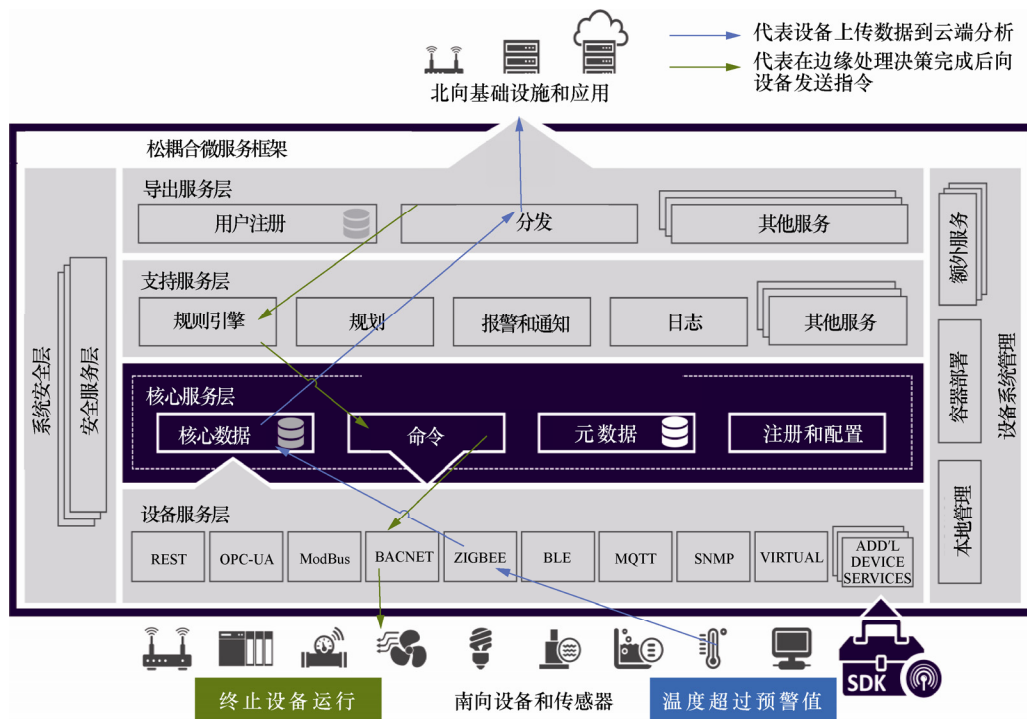 代表设备上传数据到云端分析
代表在边缘处理决策完成后向
设备发送指令
北向基础设施和应用
松耦合微服务框架
导出服务层
用户注册
分发
其他服务
支持服务层
规则引擎
规划
报警和通知
日志
其他服务
核心服务层
核心数据
命令
元数据
注册和配置
设备服务层
REST
OPC-UA
ModBus
BACNET
ZIGBEE
BLE
MQTT
SNMP
VIRTUAL
ADD'L
DEVICE
SERVICES
系统安全层
安全服务层
额外服务
容器部署
本地管理
设备系统管理
终止设备运行
南向设备和传感器
温度超过预警值
SDK